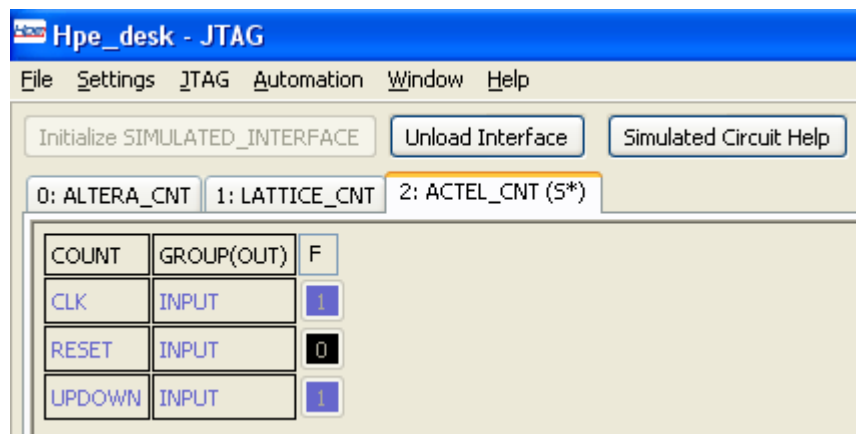 Hpe_desk - JTAG
File Settings JTAG Automation Window Help
Initialize SIMULATED_INTERFACE Unload Interface Simulated Circuit Help
0: ALTERA_CNT 1: LATTICE_CNT 2: ACTEL_CNT (S*)
COUNT GROUP(OUT) F
CLK INPUT 1
RESET INPUT 0
UPDOWN INPUT 1